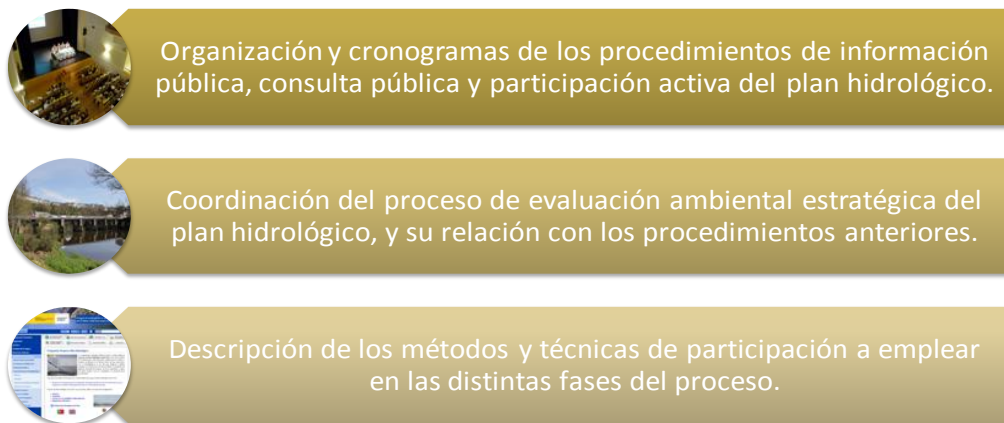 Organización y cronogramas de los procedimientos de información
pública, consulta pública y participación activa del plan hidrológico.
Coordinación del proceso de evaluación ambiental estratégica del
plan hidrológico, y su relación con los procedimientos anteriores.
Descripción de los métodos y técnicas de participación a emplear
en las distintas fases del proceso.